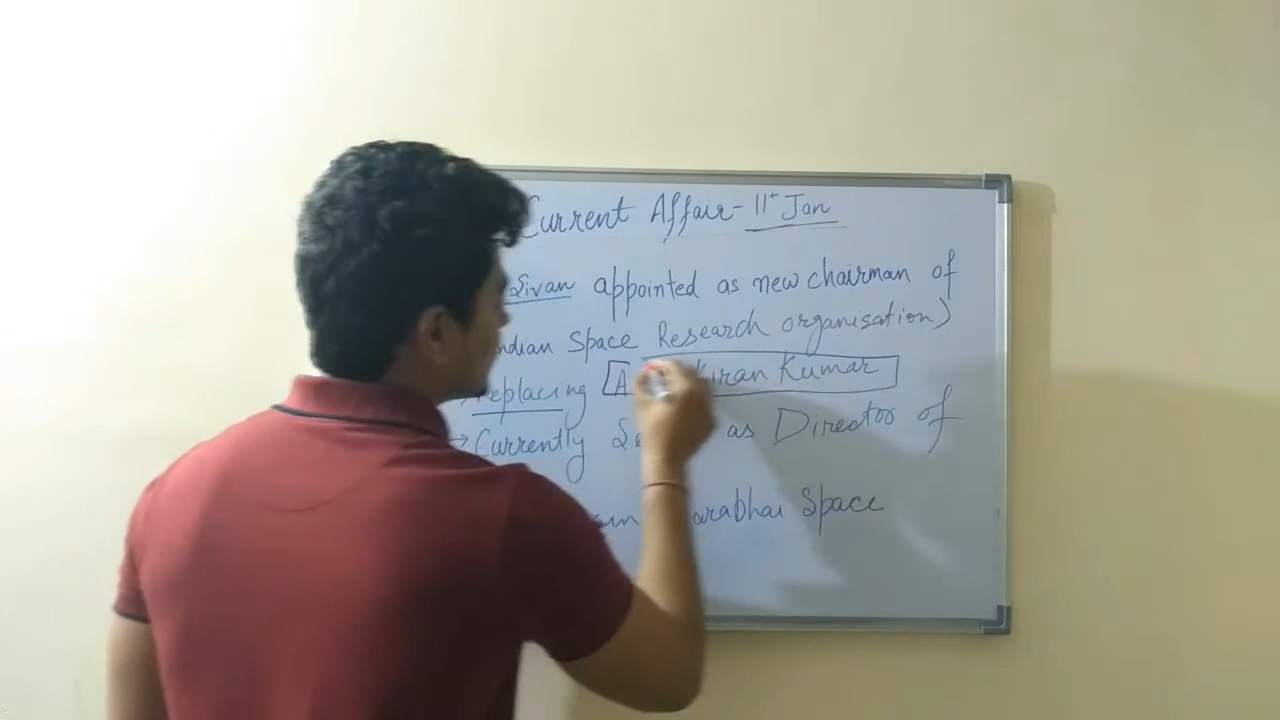 Current Affair - 11th Jan
Sivan appointed as new chairman of
Indian Space Research organisation)
Replacing A Kiran Kumar
→ Currently as Director of
arabhai Space